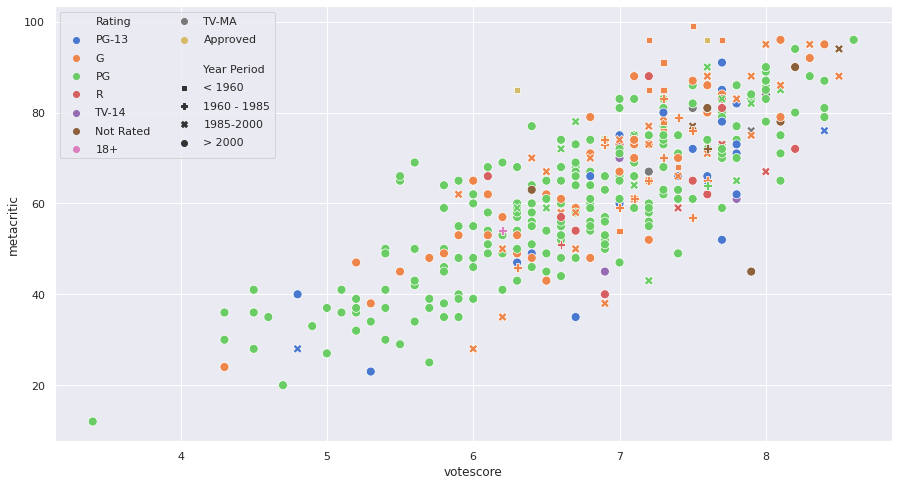 Rating
PG-13
G
PG
R
TV-14
Not Rated
18+
TV-MA
Approved
Year Period
< 1960
1960 - 1985
1985-2000
> 2000
metacritic
100
80
60
40
20
4
5
6
7
8
votescore